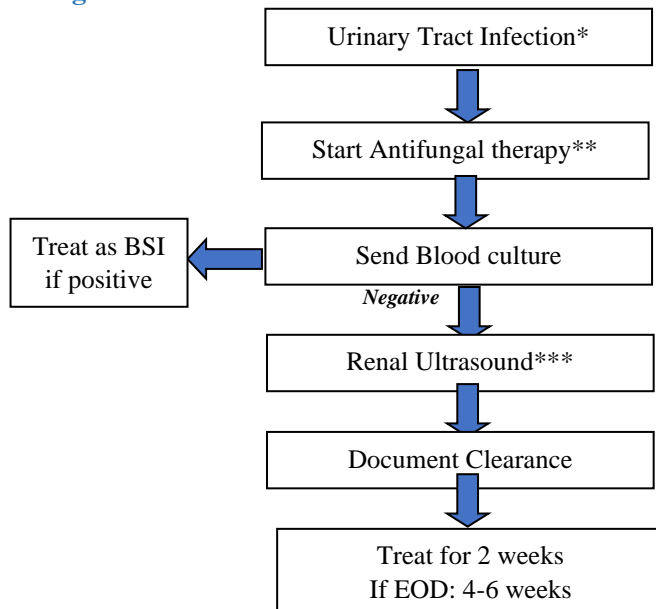 Urinary Tract Infection*
Start Antifungal therapy**
Treat as BSI
if positive
Send Blood culture
Negative
Renal Ultrasound***
Document Clearance
Treat for 2 weeks
If EOD: 4-6 weeks